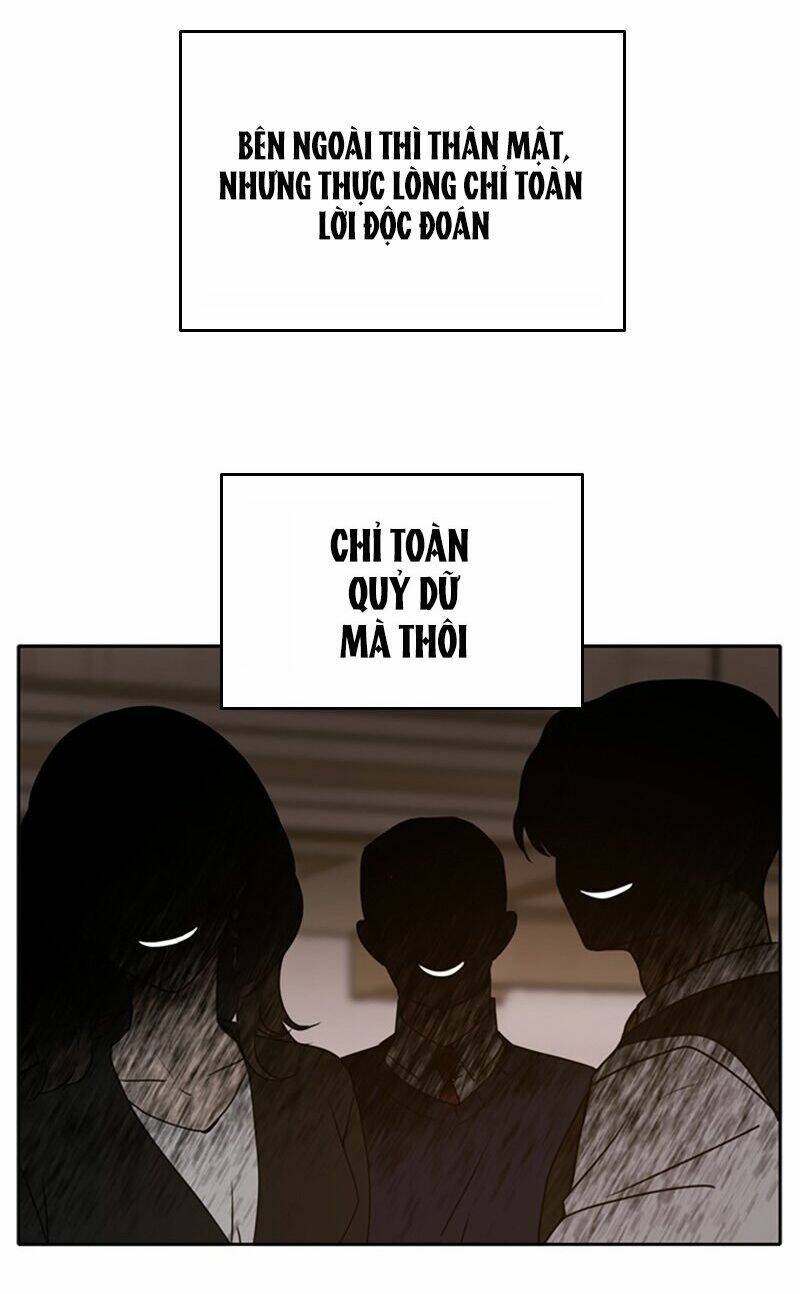 BÊN NGOÀI THÌ THÂN MẬT,
NHƯNG THỰC LÒNG CHỈ TOÀN
LỜI ĐỘC ĐOÁN
CHỈ TOÀN
QUỶ DỮ
MÀ THÔI